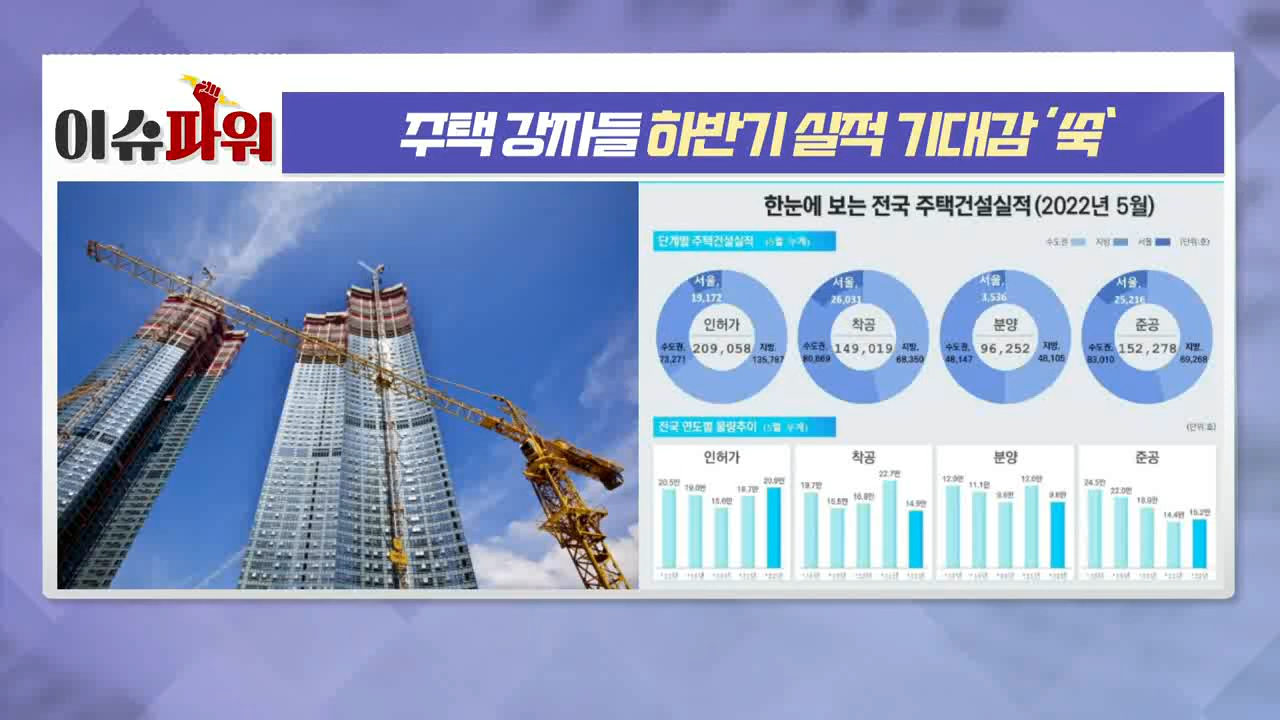 이슈파워
주택 강자들 하반기 실적 기대감 '쑥'
한눈에 보는 전국 주택건설실적(2022년 5월)
단계별 주택건설실적 (5월 누계)
수도권 지방 서울 (단위:호)
서울, 19,172
인허가
209,058
수도권, 73,271
지방, 135,787
서울, 26,031
착공
149,019
수도권, 80,669
지방, 68,350
서울, 3,536
분양
96,252
수도권, 48,147
지방, 48,105
서울, 25,216
준공
152,278
수도권, 83,010
지방, 69,268
전국 연도별 물량추이 (5월 누계)
(단위:호)
인허가
20.5만 19.0만 15.6만 18.7만 20.9만
착공
19.7만 15.5만 16.8만 22.7만 14.9만
분양
12.9만 11.1만 12.0만 9.6만
준공
24.5만 22.0만 18.9만 14.4만 15.2만